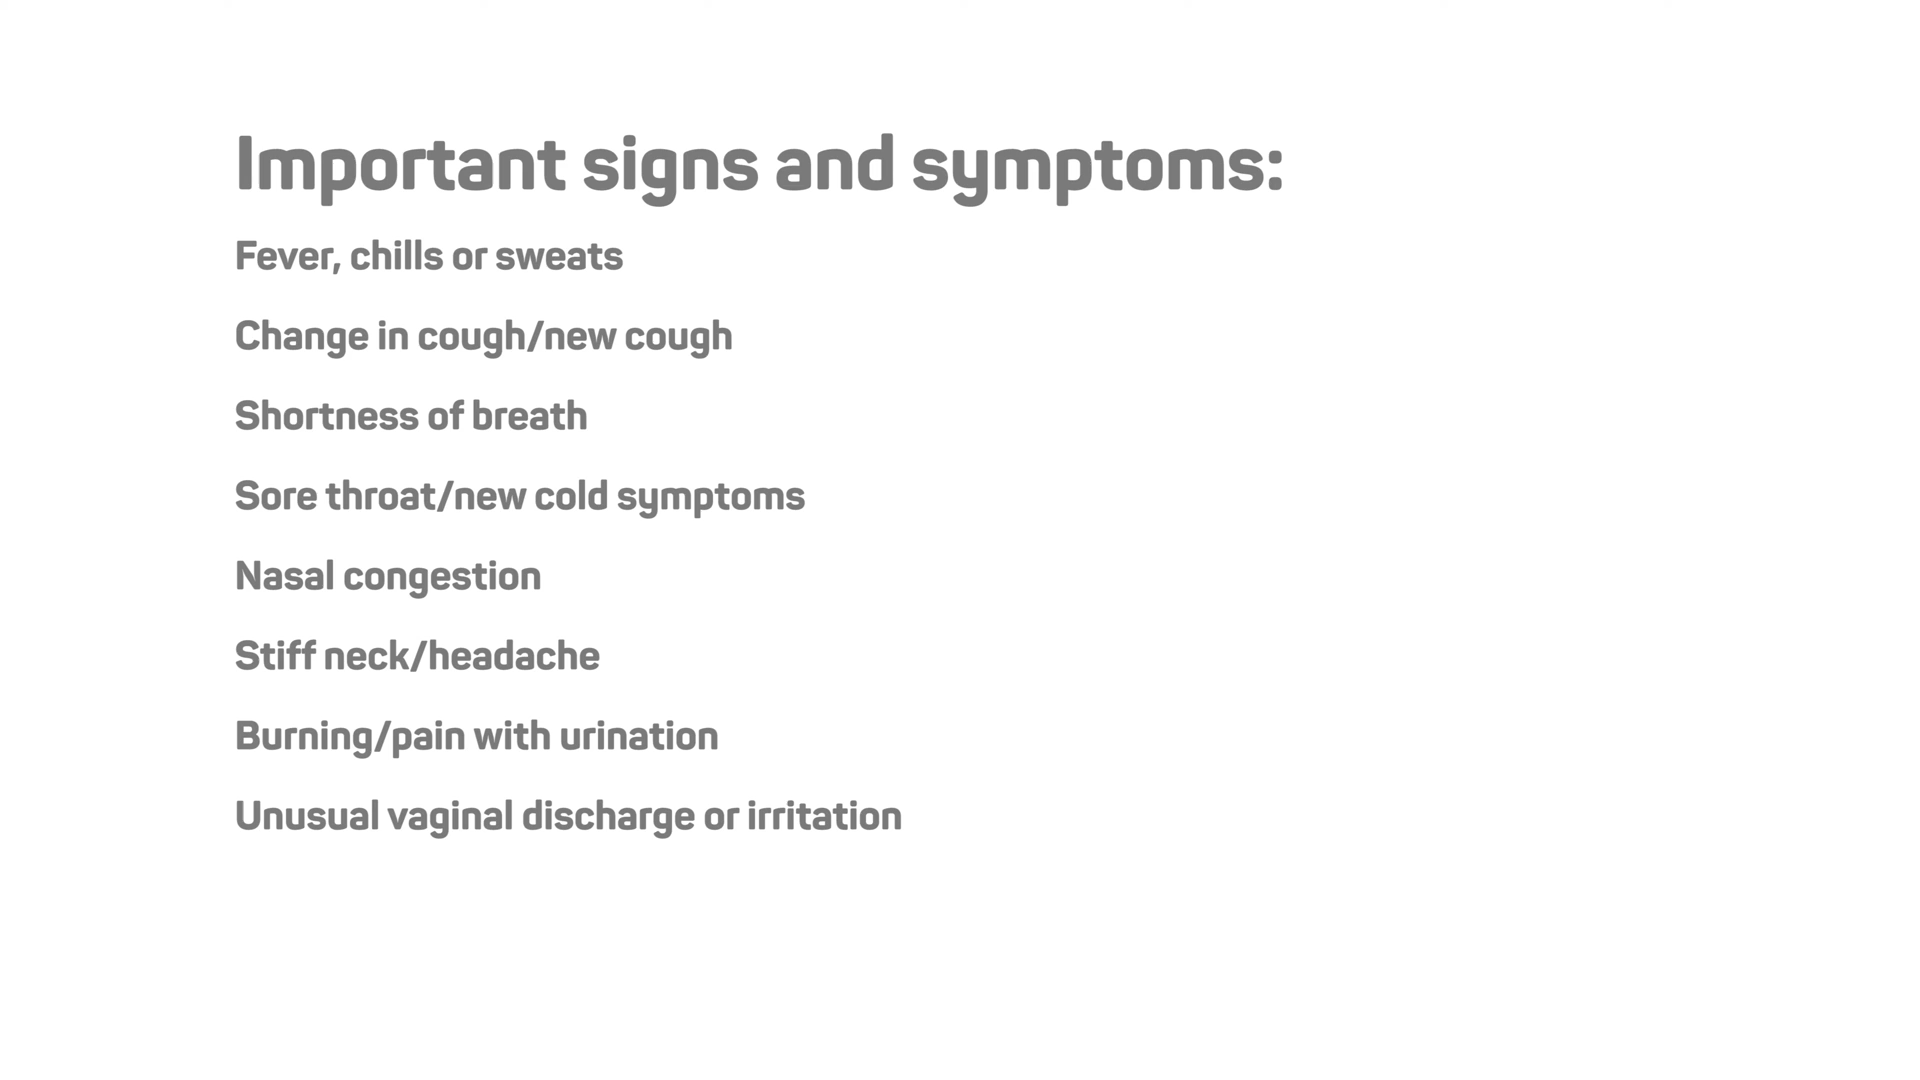 Important signs and symptoms:
Fever, chills or sweats
Change in cough/new cough
Shortness of breath
Sore throat/new cold symptoms
Nasal congestion
Stiff neck/headache
Burning/pain with urination
Unusual vaginal discharge or irritation